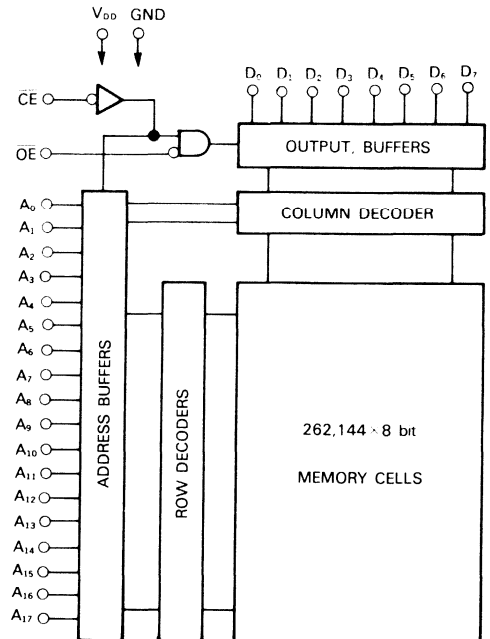 VDD GND
CE
OE
D0 D1 D2 D3 D4 D5 D6 D7
OUTPUT, BUFFERS
COLUMN DECODER
A0
A1
A2
A3
A4
A5
A6
A7
A8
A9
A10
A11
A12
A13
A14
A15
A16
A17
ADDRESS BUFFERS
ROW DECODERS
262,144 × 8 bit
MEMORY CELLS